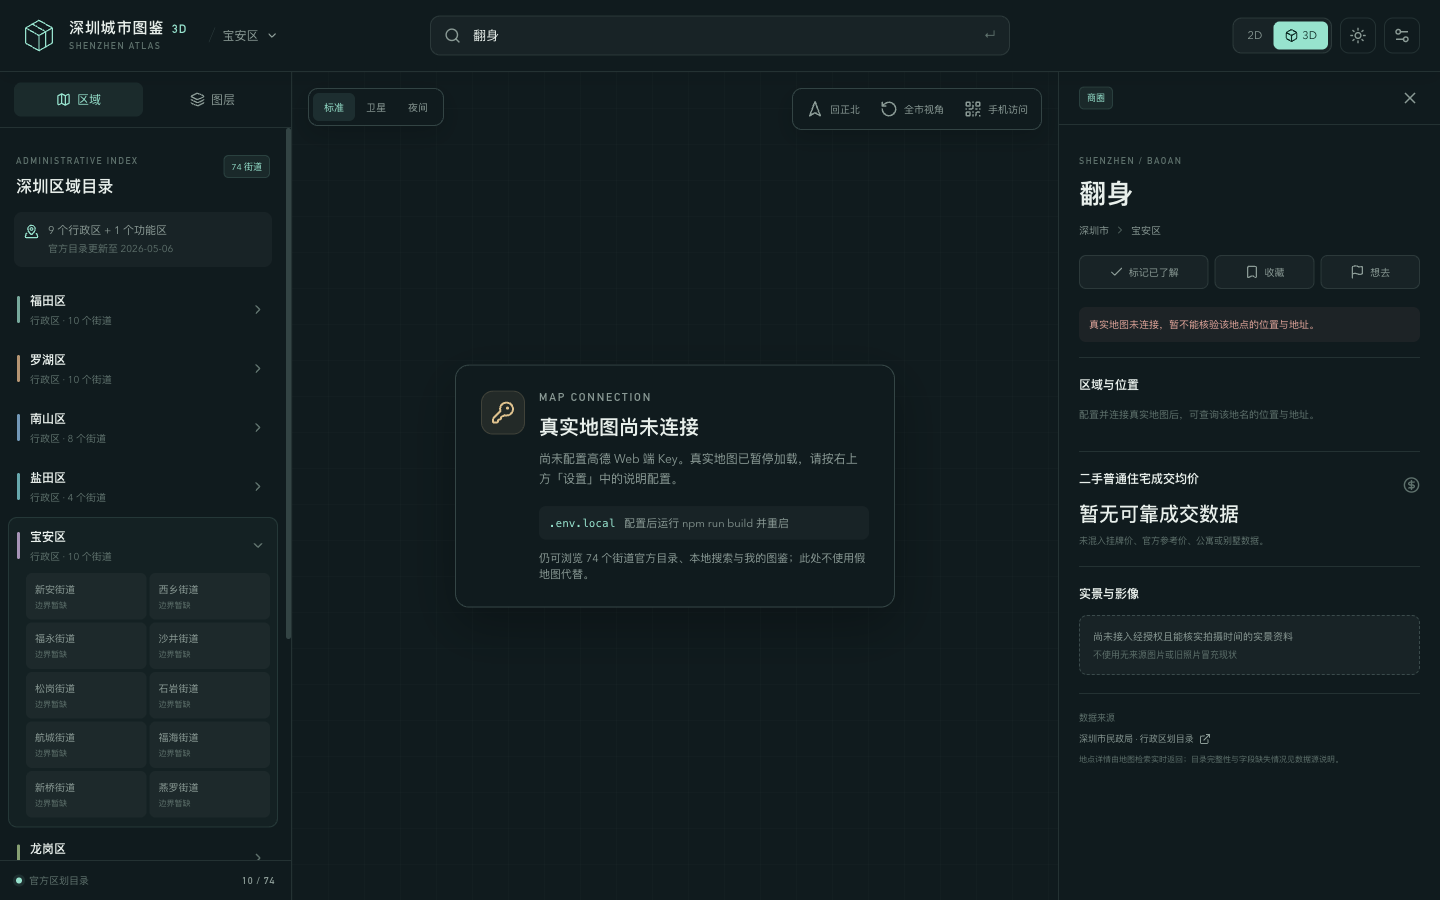 深圳城市图鉴 3D
SHENZHEN ATLAS
宝安区
翻身
2D
3D
区域
图层
ADMINISTRATIVE INDEX
深圳区域目录
74 街道
9 个行政区 + 1 个功能区
官方目录更新至 2026-05-06
福田区
行政区 · 10 个街道
罗湖区
行政区 · 10 个街道
南山区
行政区 · 8 个街道
盐田区
行政区 · 4 个街道
宝安区
行政区 · 10 个街道
新安街道
边界暂缺
西乡街道
边界暂缺
福永街道
边界暂缺
沙井街道
边界暂缺
松岗街道
边界暂缺
石岩街道
边界暂缺
航城街道
边界暂缺
福海街道
边界暂缺
新桥街道
边界暂缺
燕罗街道
边界暂缺
龙岗区
官方区划目录
10 / 74
标准
卫星
夜间
回正北
全市视角
手机访问
MAP CONNECTION
真实地图尚未连接
尚未配置高德 Web 端 Key。真实地图已暂停加载，请按右上
方「设置」中的说明配置。
.env.local 配置后运行 npm run build 并重启
仍可浏览 74 个街道官方目录、本地搜索与我的图鉴；此处不使用假
地图代替。
商圈
SHENZHEN / BAOAN
翻身
深圳市
宝安区
标记已了解
收藏
想去
真实地图未连接，暂不能核验该地点的位置与地址。
区域与位置
配置并连接真实地图后，可查询该地名的位置与地址。
二手普通住宅成交均价
暂无可靠成交数据
未混入挂牌价、官方参考价、公寓或别墅数据。
实景与影像
尚未接入经授权且能核实拍摄时间的实景资料
不使用无来源图片或旧照片冒充现状
数据来源
深圳市民政局 · 行政区划目录
地点详情由地图检索实时返回；目录完整性与字段缺失情况见数据源说明。